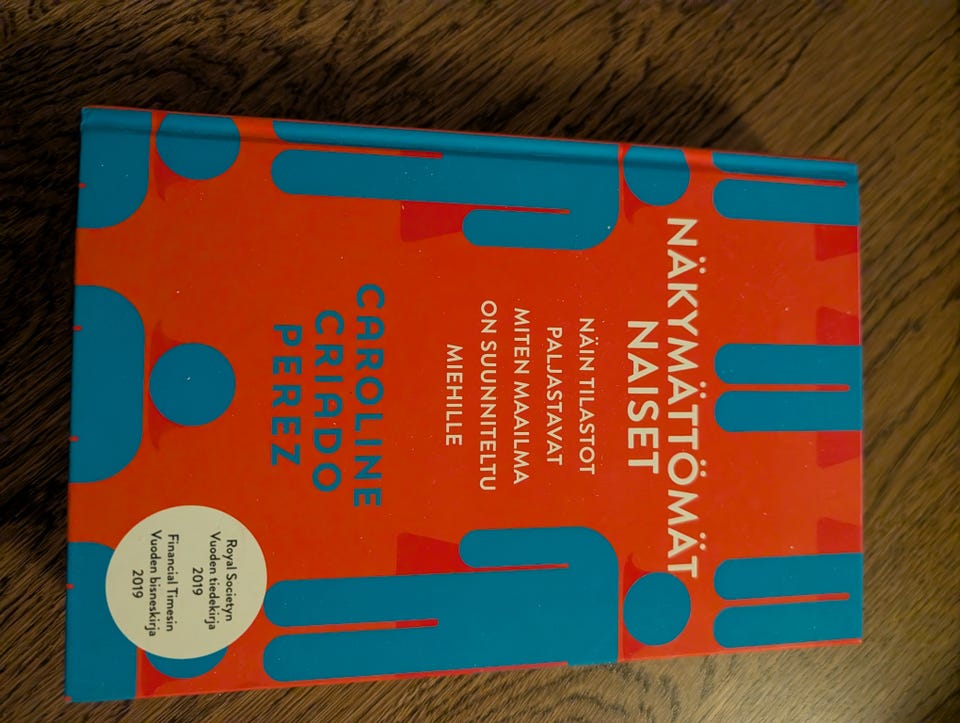 NÄKYMÄTTÖMÄT
NAISET
NÄIN TILASTOT
PALJASTAVAT
MITEN MAAILMA
ON SUUNNITELTU
MIEHILLE
CAROLINE
CRIADO
PEREZ
Royal Societyn
Vuoden tiedekirja
2019
Financial Timesin
Vuoden bisneskirja
2019